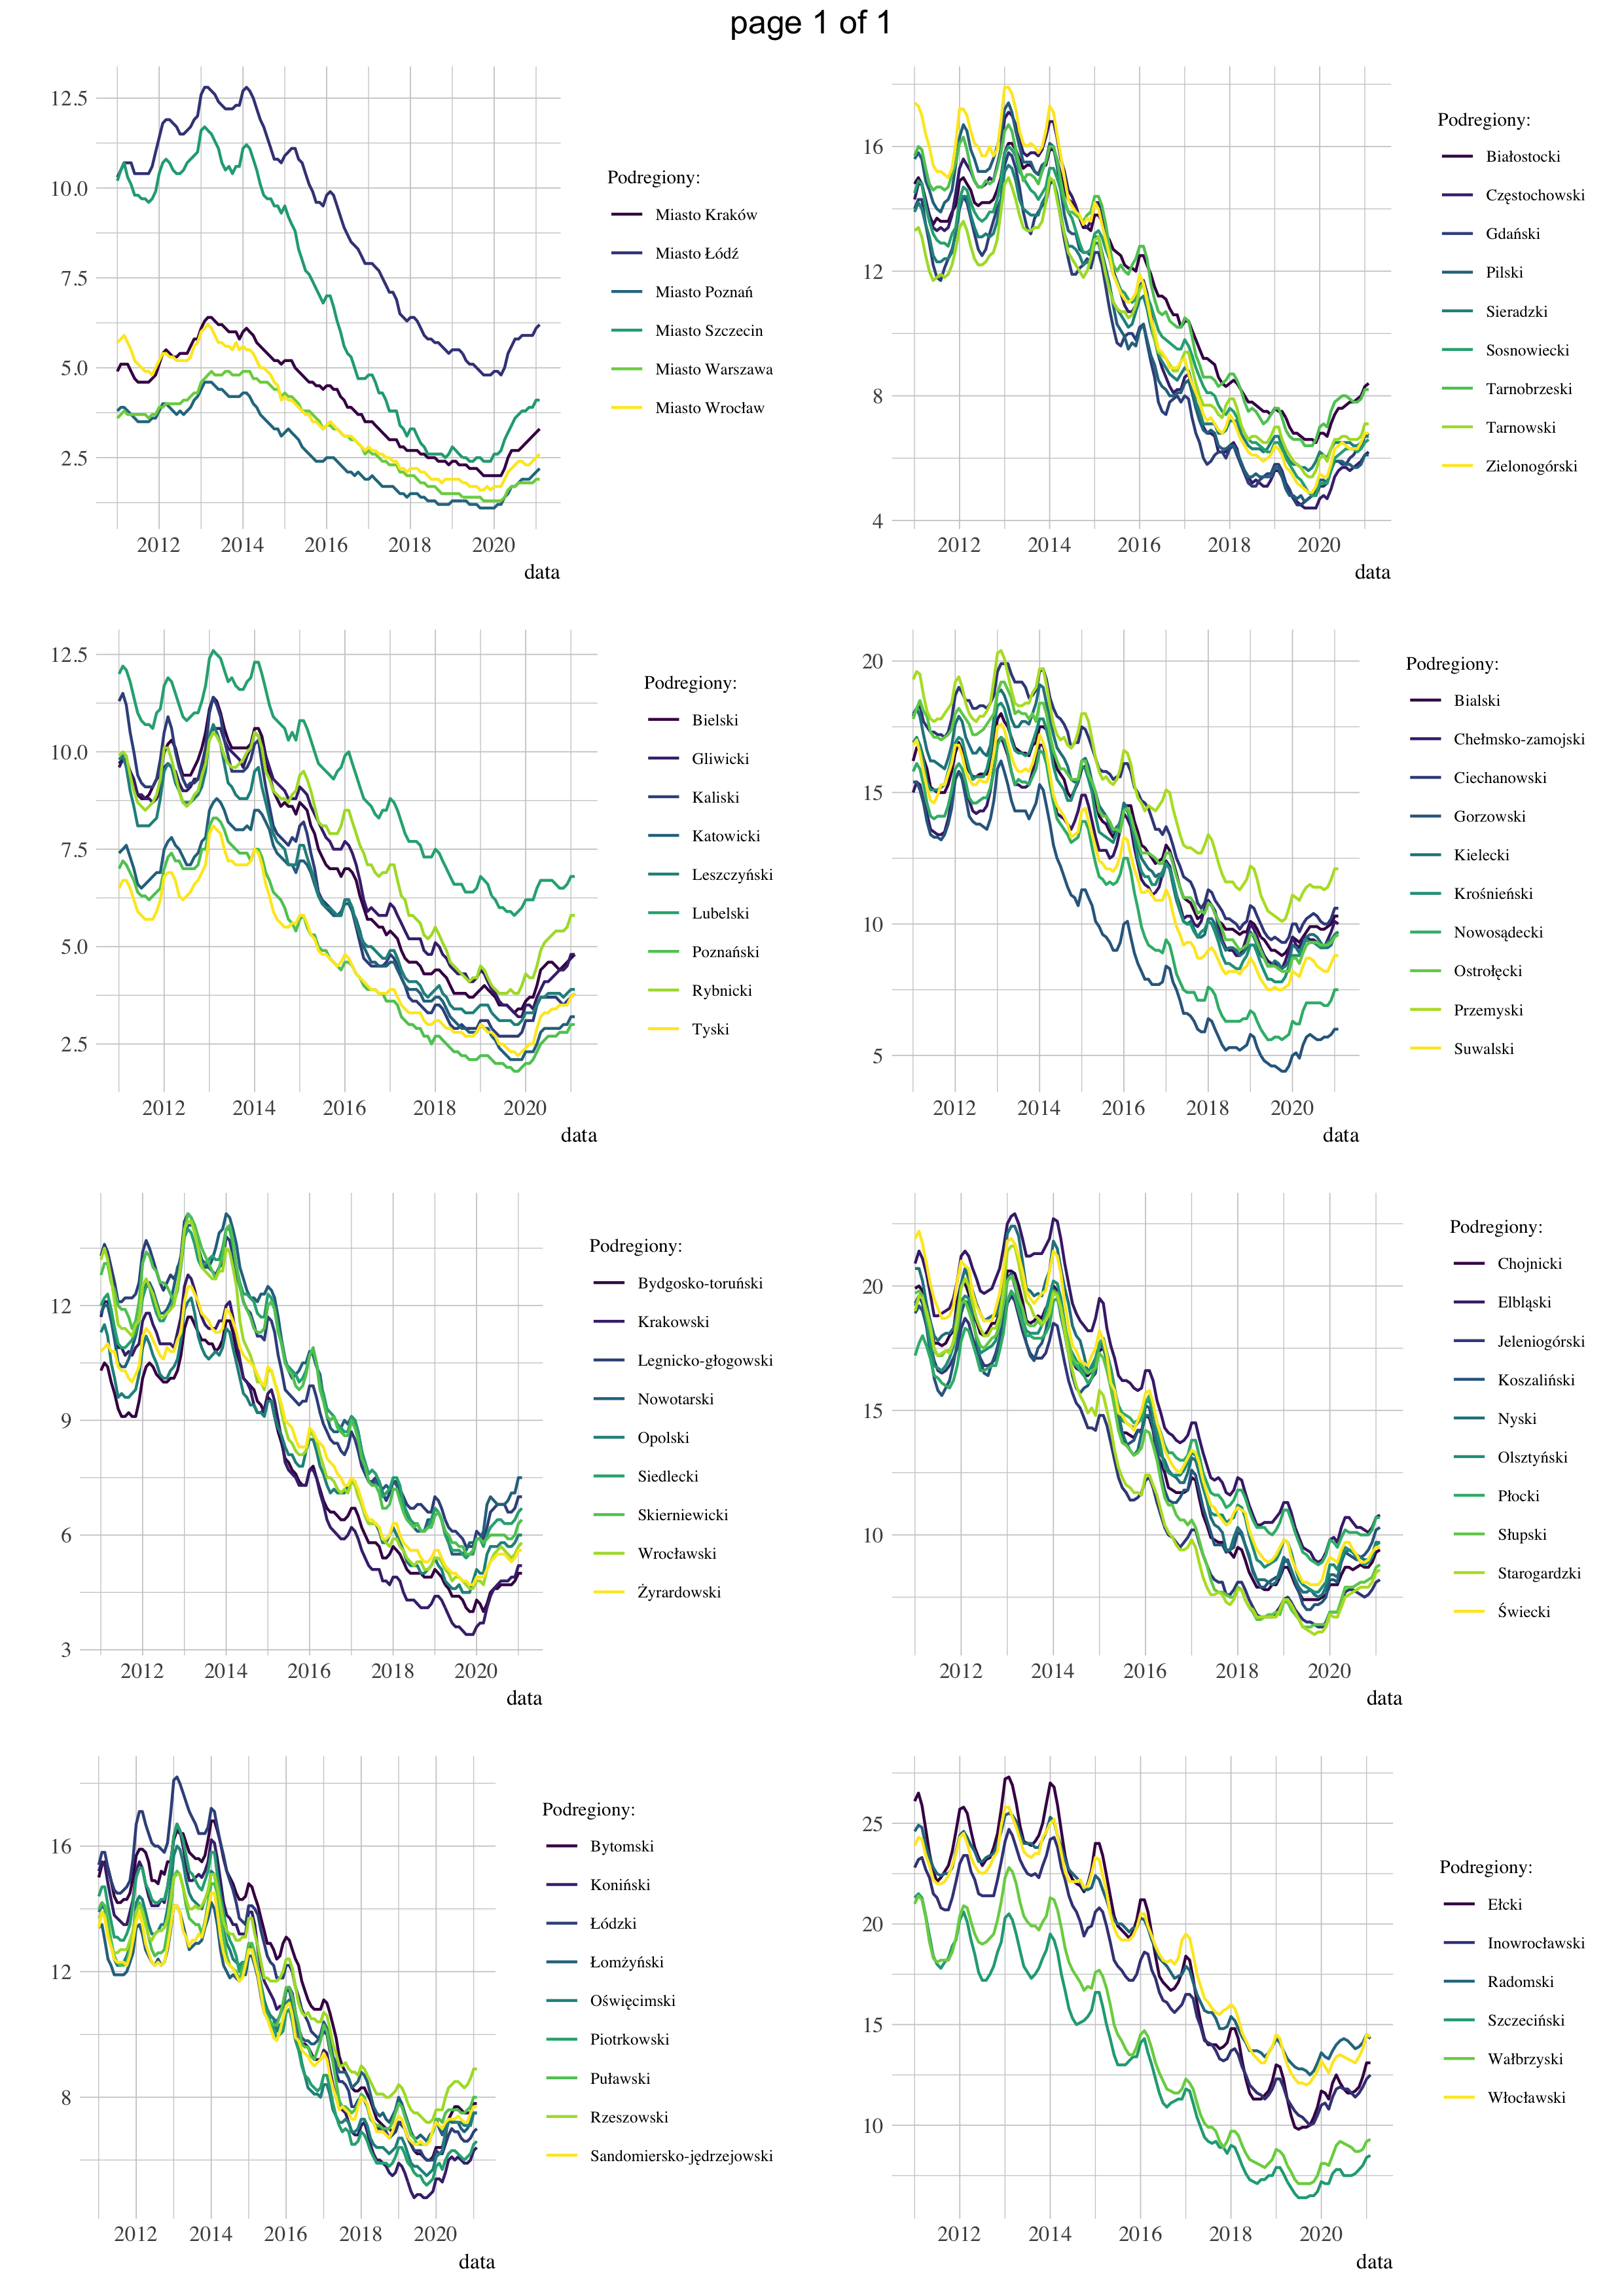 page 1 of 1
12.5
10.0
7.5
5.0
2.5
2012 2014 2016 2018 2020
data
Podregiony:
Miasto Kraków
Miasto Łódź
Miasto Poznań
Miasto Szczecin
Miasto Warszawa
Miasto Wrocław
16
12
8
4
2012 2014 2016 2018 2020
data
Podregiony:
Białostocki
Częstochowski
Gdański
Pilski
Sieradzki
Sosnowiecki
Tarnobrzeski
Tarnowski
Zielonogórski
12.5
10.0
7.5
5.0
2.5
2012 2014 2016 2018 2020
data
Podregiony:
Bielski
Gliwicki
Kaliski
Katowicki
Leszczyński
Lubelski
Poznański
Rybnicki
Tyski
20
15
10
5
2012 2014 2016 2018 2020
data
Podregiony:
Bialski
Chełmsko-zamojski
Ciechanowski
Gorzowski
Kielecki
Krośnieński
Nowosądecki
Ostrołęcki
Przemyski
Suwalski
12
9
6
3
2012 2014 2016 2018 2020
data
Podregiony:
Bydgosko-toruński
Krakowski
Legnicko-głogowski
Nowotarski
Opolski
Siedlecki
Skierniewicki
Wrocławski
Żyrardowski
20
15
10
2012 2014 2016 2018 2020
data
Podregiony:
Chojnicki
Elbląski
Jeleniogórski
Koszaliński
Nyski
Olsztyński
Płocki
Słupski
Starogardzki
Świecki
16
12
8
2012 2014 2016 2018 2020
data
Podregiony:
Bytomski
Koniński
Łódzki
Łomżyński
Oświęcimski
Piotrkowski
Puławski
Rzeszowski
Sandomiersko-jędrzejowski
25
20
15
10
2012 2014 2016 2018 2020
data
Podregiony:
Ełcki
Inowrocławski
Radomski
Szczeciński
Wałbrzyski
Włocławski